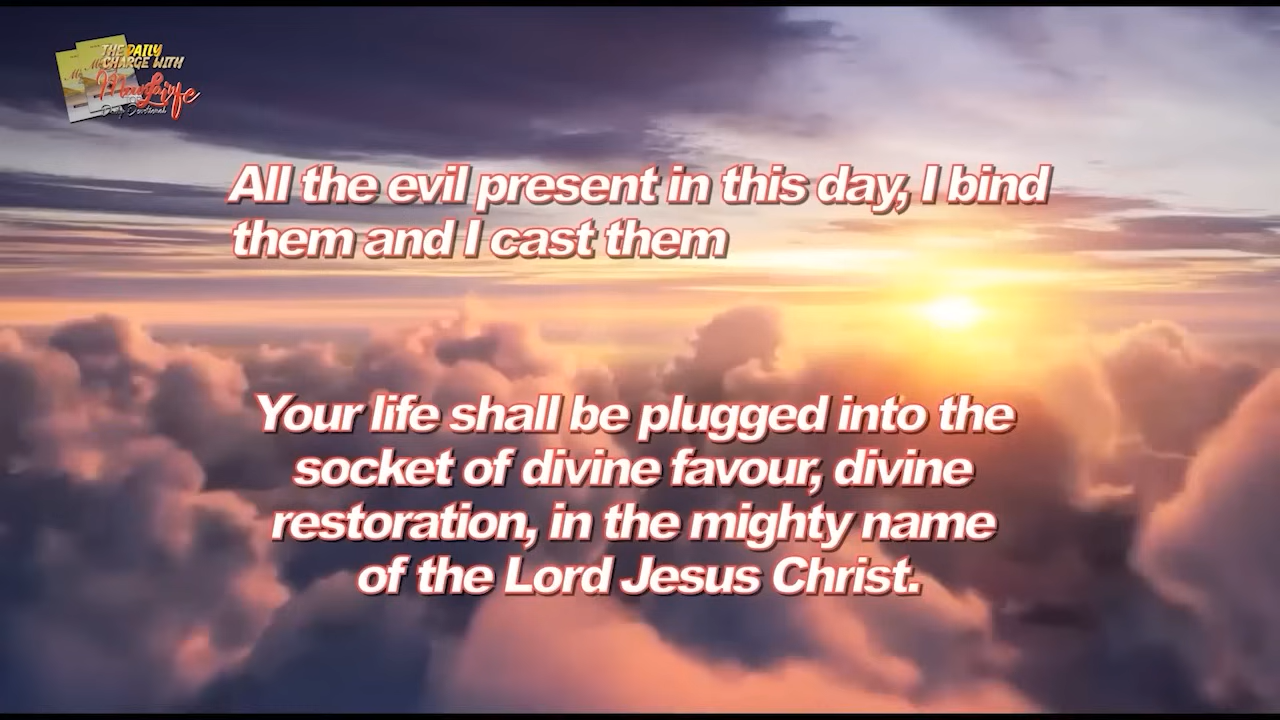 THE DAILY
CHARGE WITH
All the evil present in this day, I bind
them and I cast them
Your life shall be plugged into the
socket of divine favour, divine
restoration, in the mighty name
of the Lord Jesus Christ.